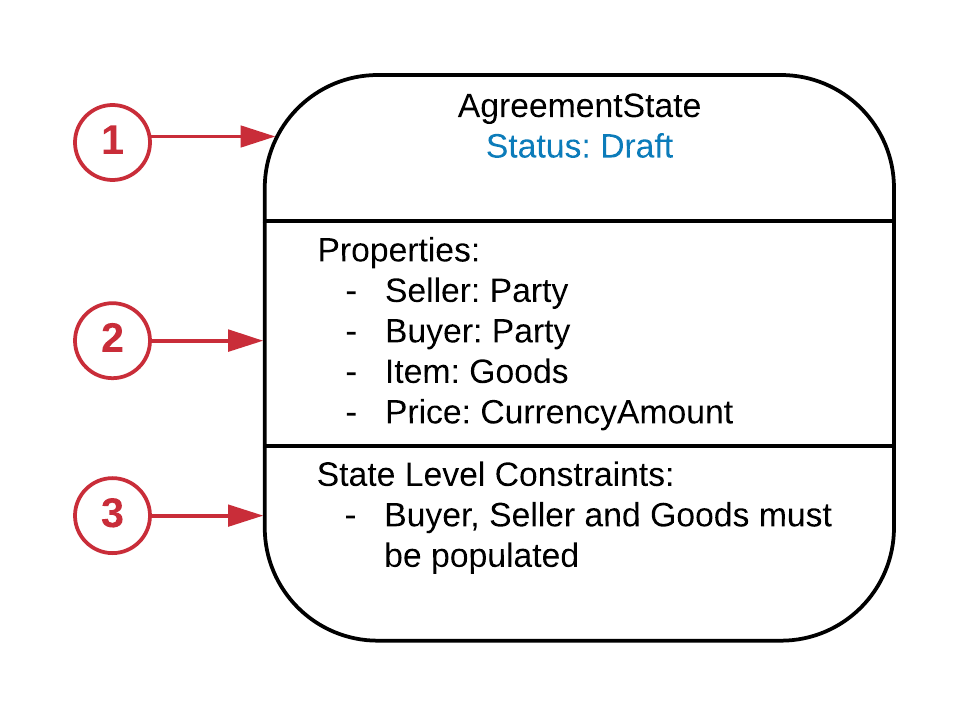 1
AgreementState
Status: Draft
2
Properties:
- Seller: Party
- Buyer: Party
- Item: Goods
- Price: CurrencyAmount
3
State Level Constraints:
- Buyer, Seller and Goods must
be populated